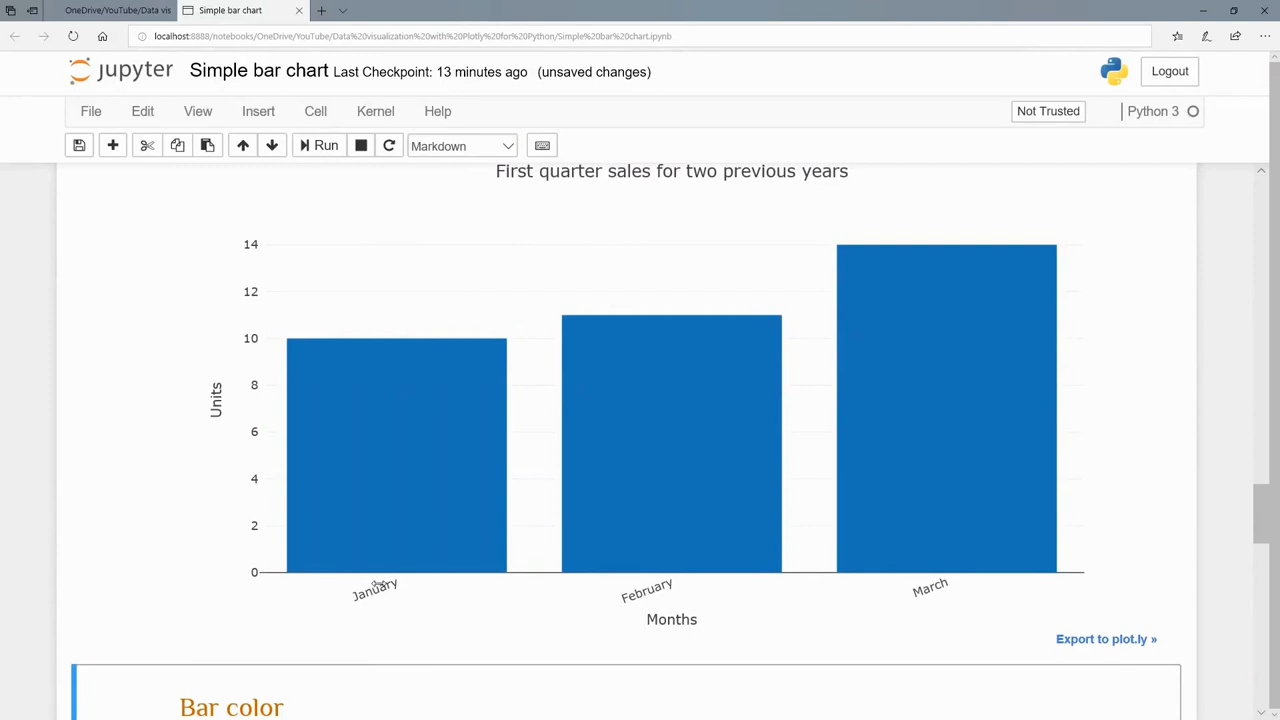 OneDrive/YouTube/Data vis
Simple bar chart
localhost:8888/notebooks/OneDrive/YouTube/Data%20visualization%20with%20Plotly%20for%20Python/Simple%20bar%20chart.ipynb
jupyter Simple bar chart Last Checkpoint: 13 minutes ago (unsaved changes)
Logout
File Edit View Insert Cell Kernel Help
Not Trusted
Python 3
Run
Markdown
First quarter sales for two previous years
14
12
10
8
6
4
2
0
Units
January February March
Months
Export to plot.ly »
Bar color